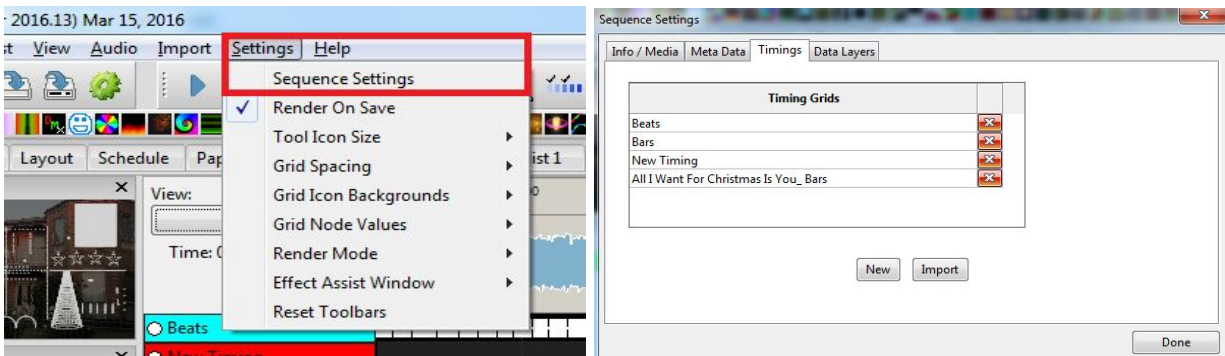 2016.13) Mar 15, 2016
View Audio Import Settings Help
Sequence Settings
Render On Save
Tool Icon Size
Grid Spacing
Grid Icon Backgrounds
Grid Node Values
Render Mode
Effect Assist Window
Reset Toolbars
Layout Schedule
View:
Time:
Beats
New Timing
Sequence Settings
Info / Media Meta Data Timings Data Layers
Timing Grids
Beats
Bars
New Timing
All I Want For Christmas Is You_ Bars
New Import
Done